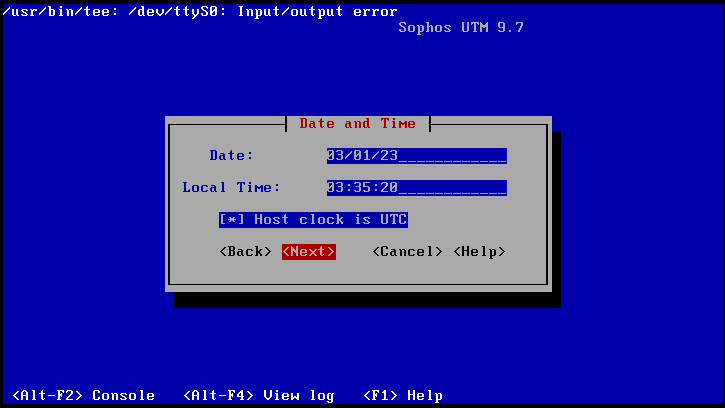 /usr/bin/tee: /dev/ttyS0: Input/output error
Sophos UTM 9.7
Date and Time
Date: 03/01/23____________
Local Time: 03:35:20____________
[*] Host clock is UTC
<Back> <Next> <Cancel> <Help>
<Alt-F2> Console <Alt-F4> View log <F1> Help